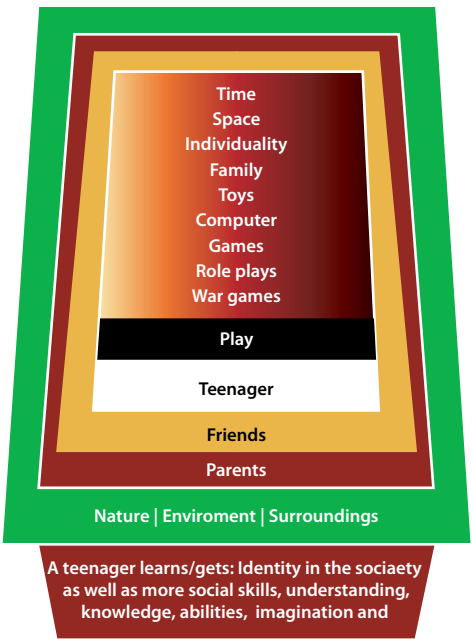 Time
Space
Individuality
Family
Toys
Computer
Games
Role plays
War games
Play
Teenager
Friends
Parents
Nature | Enviroment | Surroundings
A teenager learns/gets: Identity in the sociaety
as well as more social skills, understanding,
knowledge, abilities, imagination and